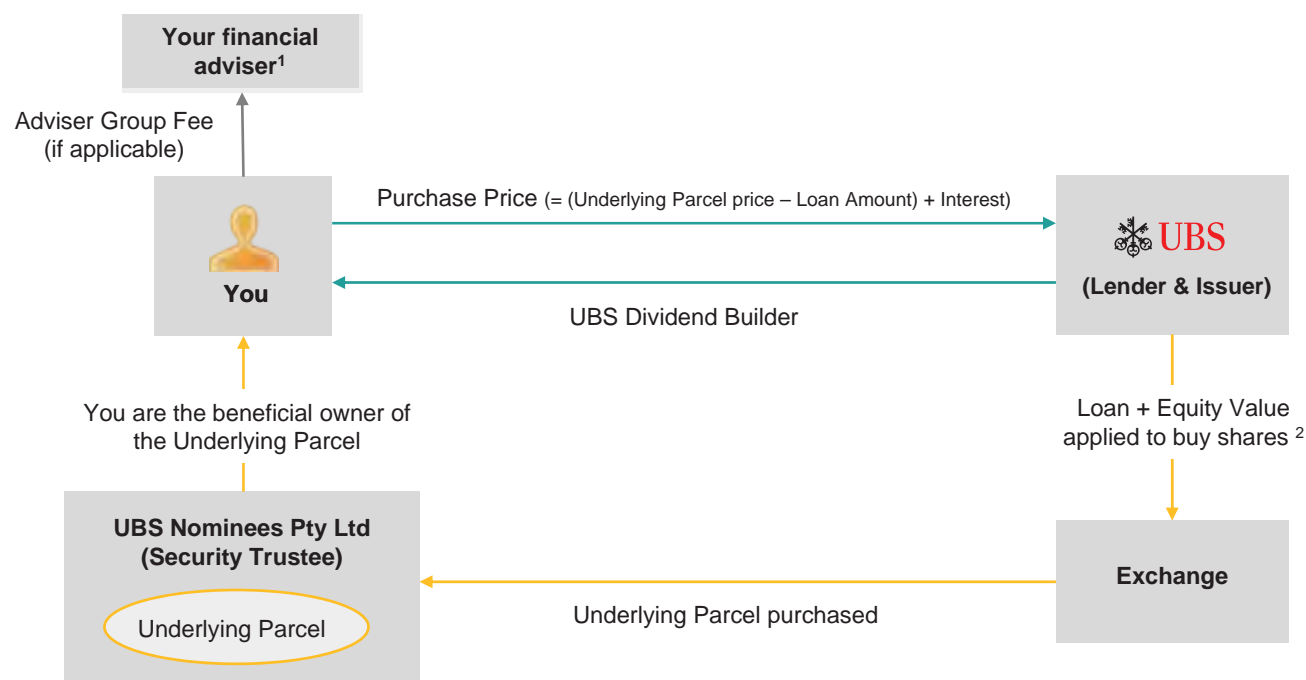 Your financial
adviser¹
Adviser Group Fee
(if applicable)
Purchase Price (= (Underlying Parcel price – Loan Amount) + Interest)
You
UBS
(Lender & Issuer)
UBS Dividend Builder
You are the beneficial owner of
the Underlying Parcel
Loan + Equity Value
applied to buy shares ²
UBS Nominees Pty Ltd
(Security Trustee)
Underlying Parcel
Underlying Parcel purchased
Exchange